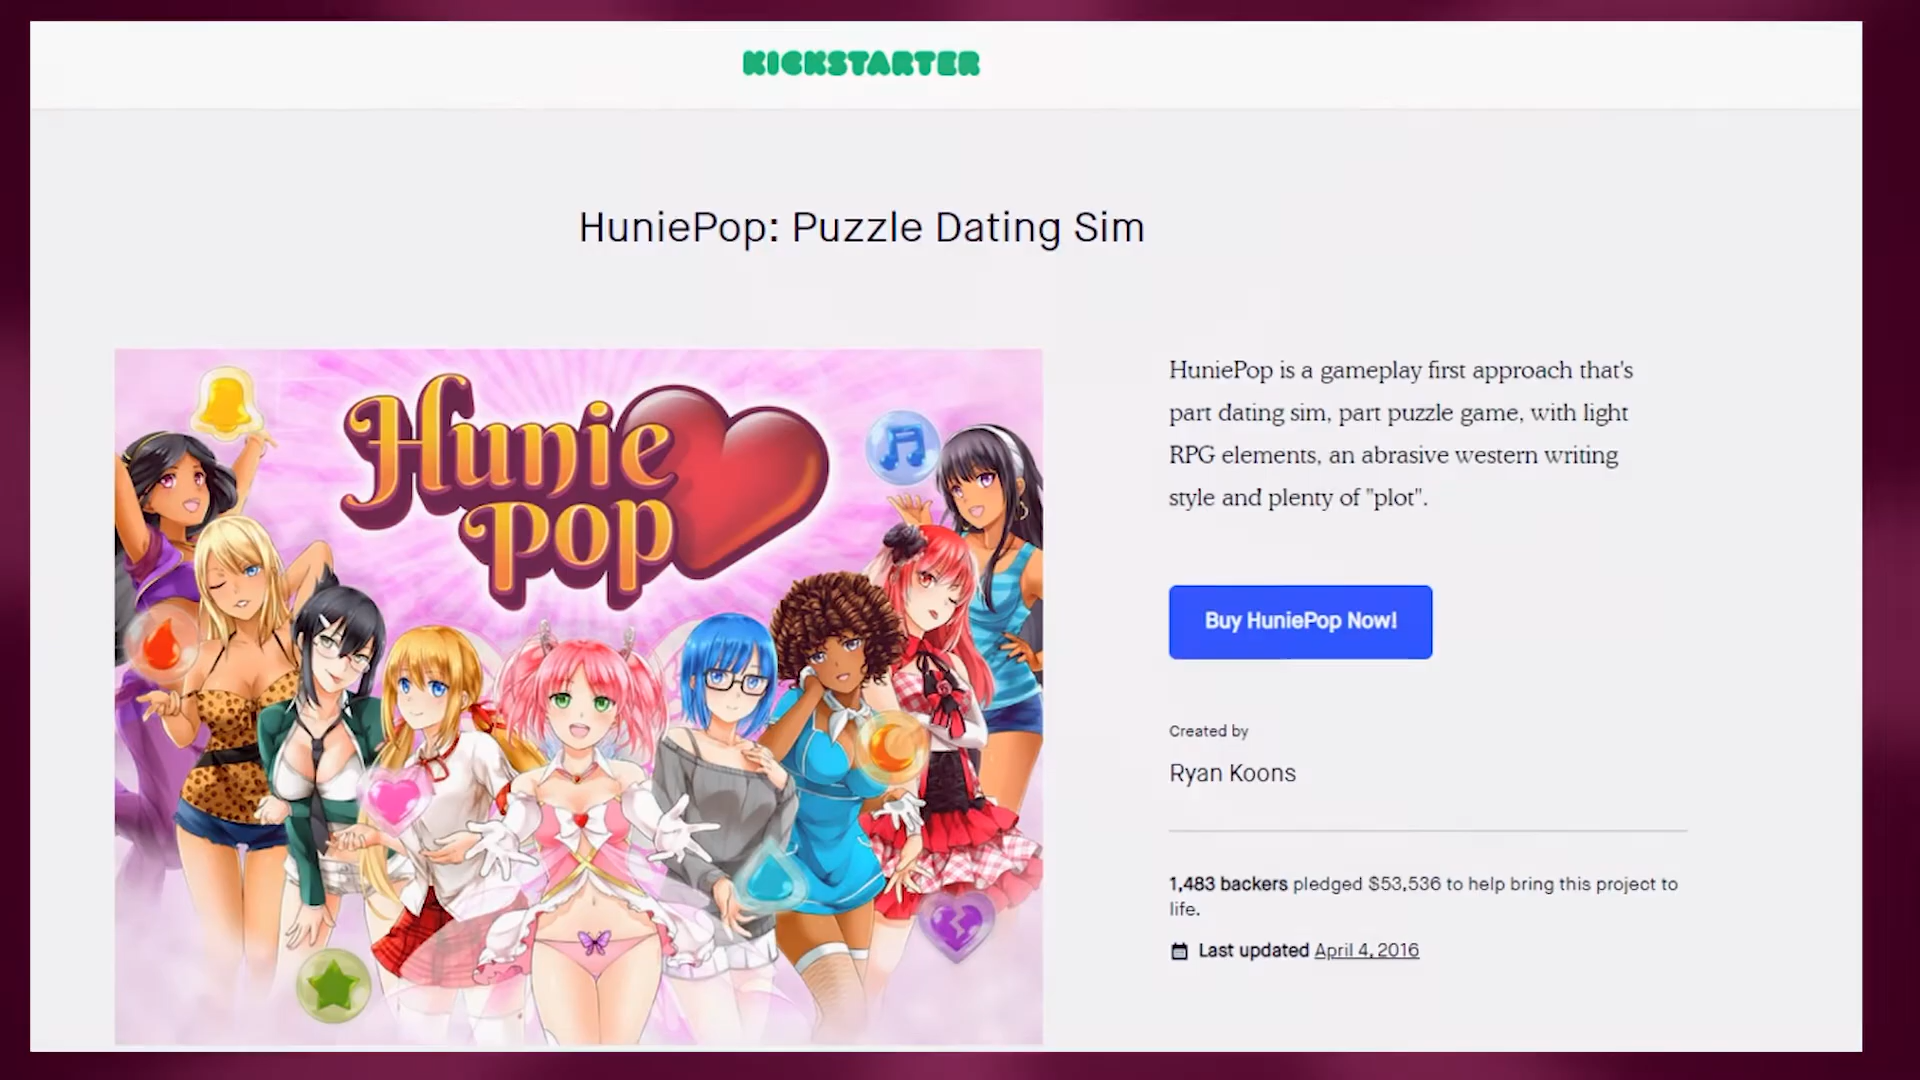 KICKSTARTER
HuniePop: Puzzle Dating Sim
Hunie
Pop
HuniePop is a gameplay first approach that's
part dating sim, part puzzle game, with light
RPG elements, an abrasive western writing
style and plenty of "plot".
Buy HuniePop Now!
Created by
Ryan Koons
1,483 backers pledged $53,536 to help bring this project to
life.
Last updated April 4, 2016